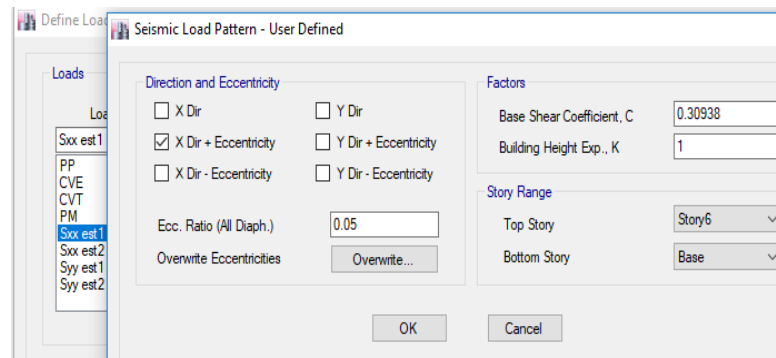 Define Loa
Seismic Load Pattern - User Defined
Loads
Loa
Sxx est1
PP
CVE
CVT
PM
Sxx est1
Sxx est2
Syy est1
Syy est2
Direction and Eccentricity
X Dir
Y Dir
X Dir + Eccentricity
Y Dir + Eccentricity
X Dir - Eccentricity
Y Dir - Eccentricity
Ecc. Ratio (All Diaph.)
0.05
Overwrite Eccentricities
Overwrite...
Factors
Base Shear Coefficient, C
0.30938
Building Height Exp., K
1
Story Range
Top Story
Story6
Bottom Story
Base
OK
Cancel